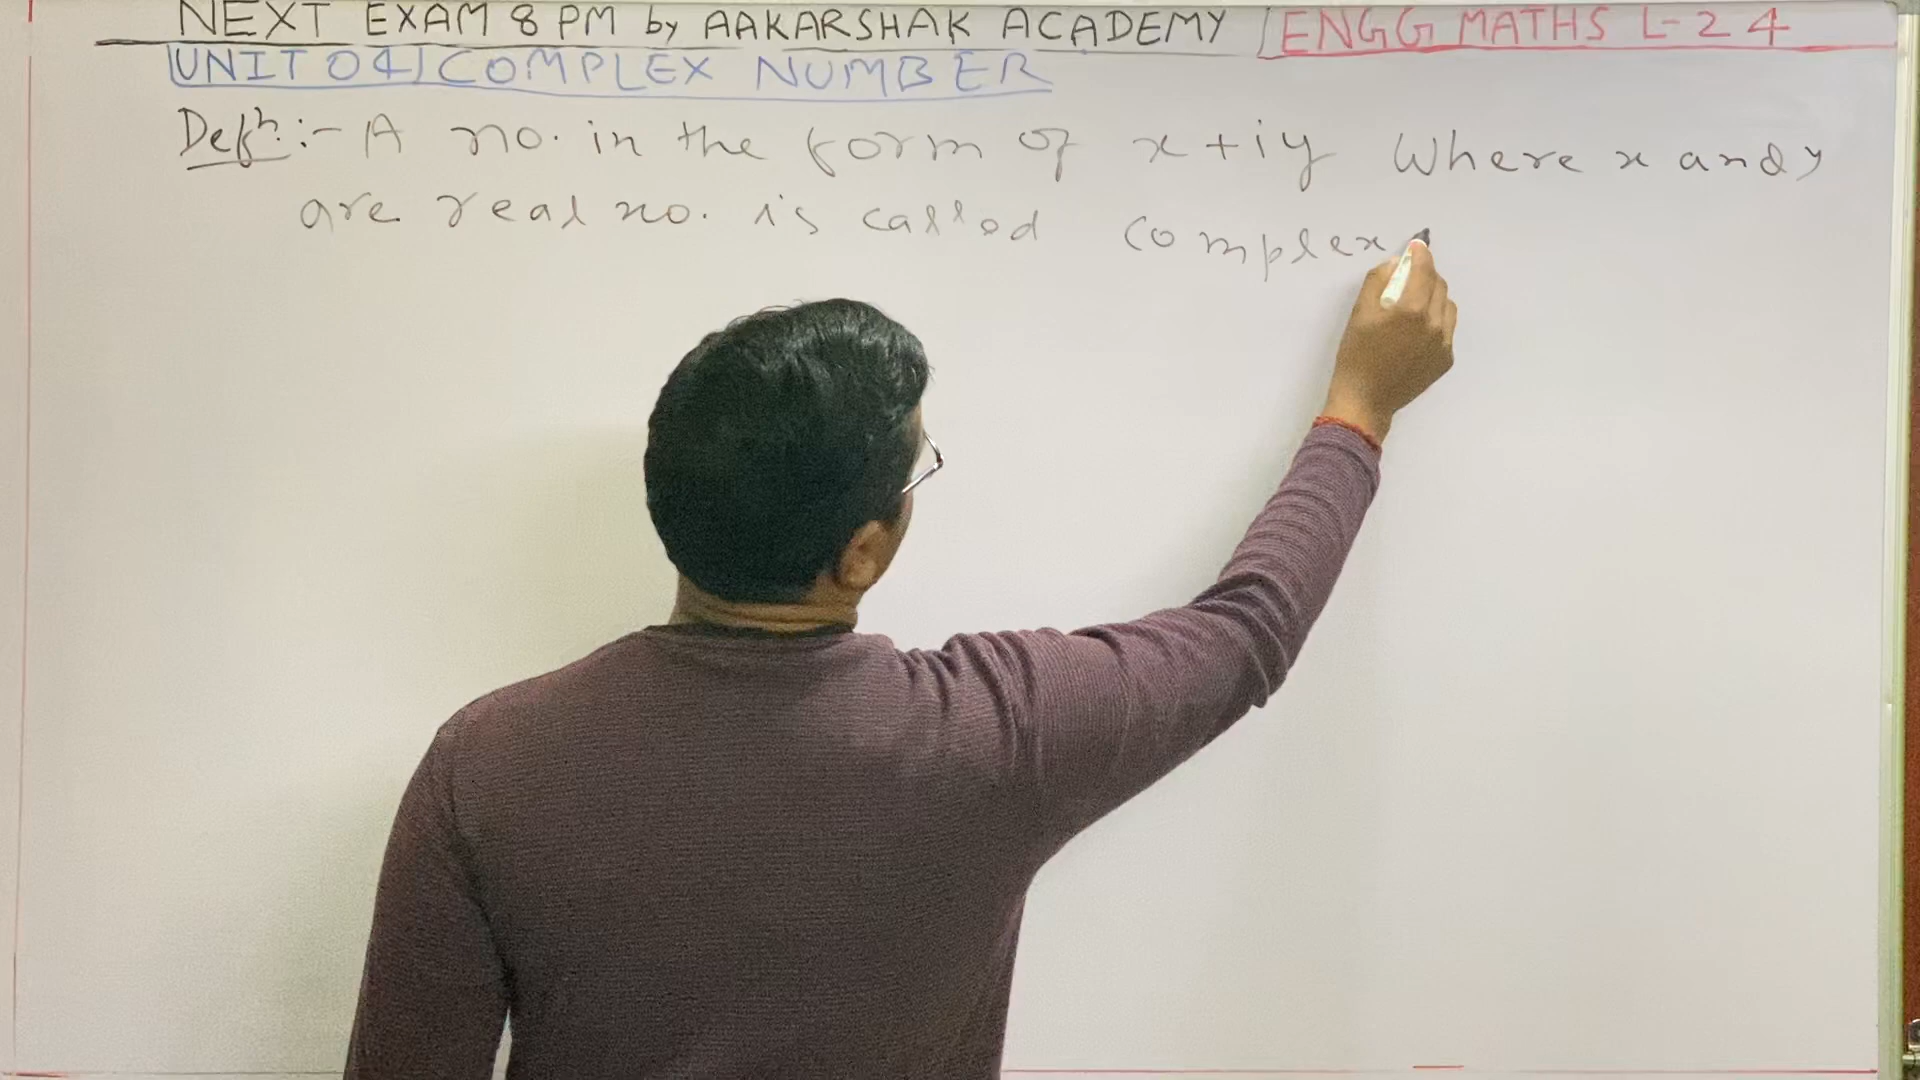 NEXT EXAM 8 PM by AAKARSHAK ACADEMY | ENGG MATHS L-24
UNIT 04 | COMPLEX NUMBER
Defⁿ:- A no. in the form of x+iy Where x and y
are real no. is called complex